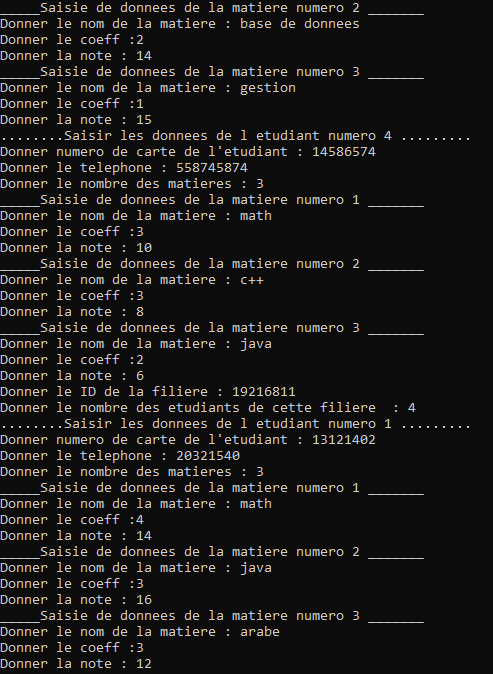 _____Saisie de donnees de la matiere numero 2 _______
Donner le nom de la matiere : base de donnees
Donner le coeff :2
Donner la note : 14
_____Saisie de donnees de la matiere numero 3 _______
Donner le nom de la matiere : gestion
Donner le coeff :1
Donner la note : 15
........Saisir les donnees de l etudiant numero 4 .........
Donner numero de carte de l'etudiant : 14586574
Donner le telephone : 558745874
Donner le nombre des matieres : 3
_____Saisie de donnees de la matiere numero 1 _______
Donner le nom de la matiere : math
Donner le coeff :3
Donner la note : 10
_____Saisie de donnees de la matiere numero 2 _______
Donner le nom de la matiere : c++
Donner le coeff :3
Donner la note : 8
_____Saisie de donnees de la matiere numero 3 _______
Donner le nom de la matiere : java
Donner le coeff :2
Donner la note : 6
Donner le ID de la filiere : 19216811
Donner le nombre des etudiants de cette filiere  : 4
........Saisir les donnees de l etudiant numero 1 .........
Donner numero de carte de l'etudiant : 13121402
Donner le telephone : 20321540
Donner le nombre des matieres : 3
_____Saisie de donnees de la matiere numero 1 _______
Donner le nom de la matiere : math
Donner le coeff :4
Donner la note : 14
_____Saisie de donnees de la matiere numero 2 _______
Donner le nom de la matiere : java
Donner le coeff :3
Donner la note : 16
_____Saisie de donnees de la matiere numero 3 _______
Donner le nom de la matiere : arabe
Donner le coeff :3
Donner la note : 12